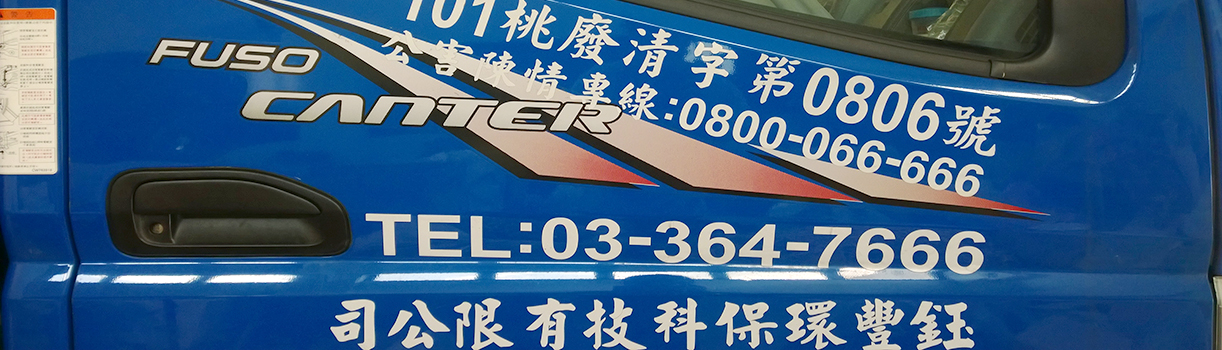 101桃廢清字第0806號
公害陳情專線:0800-066-666
FUSO
CANTER
TEL:03-364-7666
司公限有技科保環豐鈺